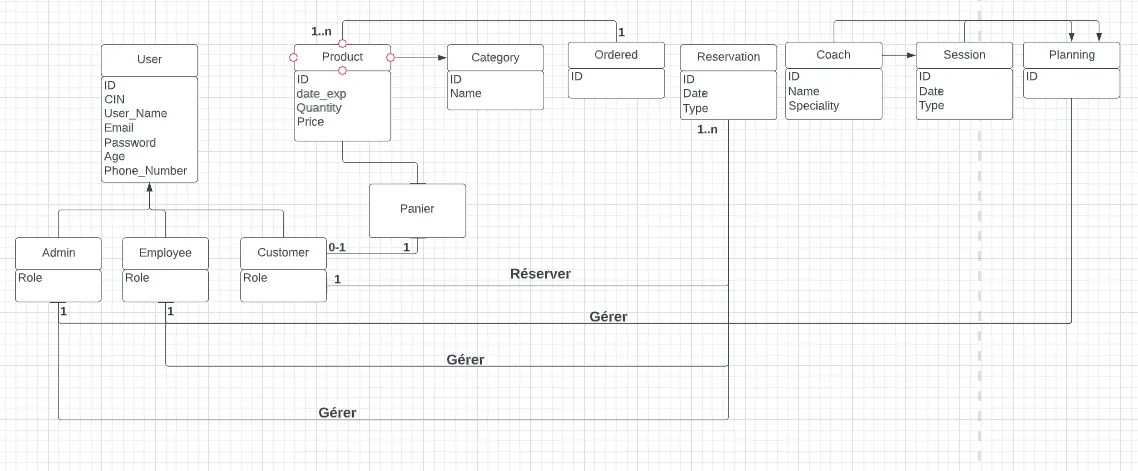 1..n
1
User
ID
CIN
User_Name
Email
Password
Age
Phone_Number
Product
ID
date_exp
Quantity
Price
Category
ID
Name
Ordered
ID
Reservation
ID
Date
Type
1..n
Coach
ID
Name
Speciality
Session
ID
Date
Type
Planning
ID
Panier
Admin
Role
Employee
Role
Customer
Role
0-1
1
1
Réserver
1
1
Gérer
Gérer
Gérer